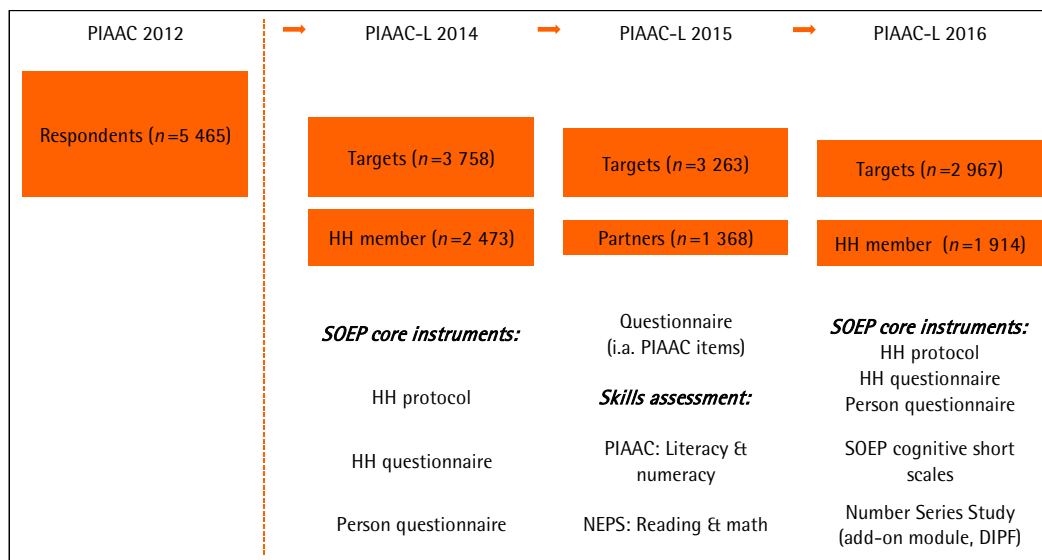 PIAAC 2012
PIAAC-L 2014
PIAAC-L 2015
PIAAC-L 2016
Respondents (n=5 465)
Targets (n=3 758)
Targets (n=3 263)
Targets (n=2 967)
HH member (n=2 473)
Partners (n=1 368)
HH member (n=1 914)
SOEP core instruments:
HH protocol
HH questionnaire
Person questionnaire
Questionnaire
(i.a. PIAAC items)
Skills assessment:
PIAAC: Literacy &
numeracy
NEPS: Reading & math
SOEP core instruments:
HH protocol
HH questionnaire
Person questionnaire
SOEP cognitive short
scales
Number Series Study
(add-on module, DIPF)